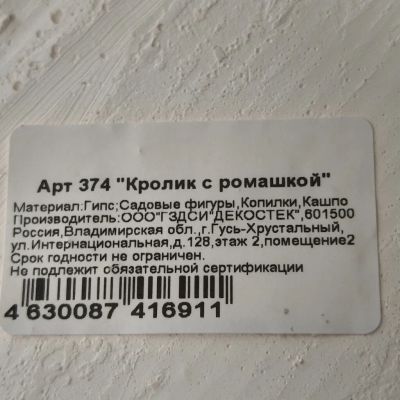 Арт 374 "Кролик с ромашкой"
Материал:Гипс;Садовые фигуры,Копилки,Кашпо
Производитель:ООО"ГЗДСИ"ДЕКОСТЕК",601500
Россия,Владимирская обл.,г.Гусь-Хрустальный,
ул.Интернациональная,д.128,этаж 2,помещение2
Срок годности не ограничен.
Не подлежит обязательной сертификации
4 630087 416911